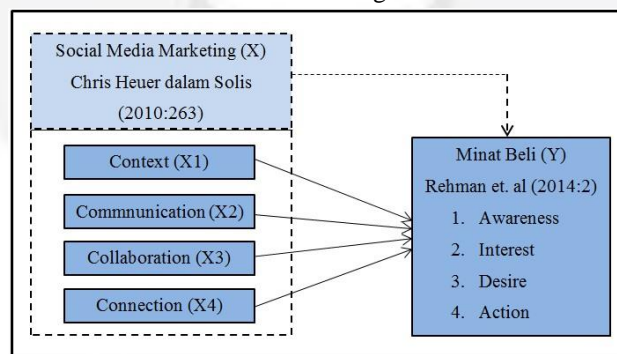 Social Media Marketing (X)
Chris Heuer dalam Solis
(2010:263)
Context (X1)
Commnunication (X2)
Collaboration (X3)
Connection (X4)
Minat Beli (Y)
Rehman et. al (2014:2)
1. Awareness
2. Interest
3. Desire
4. Action